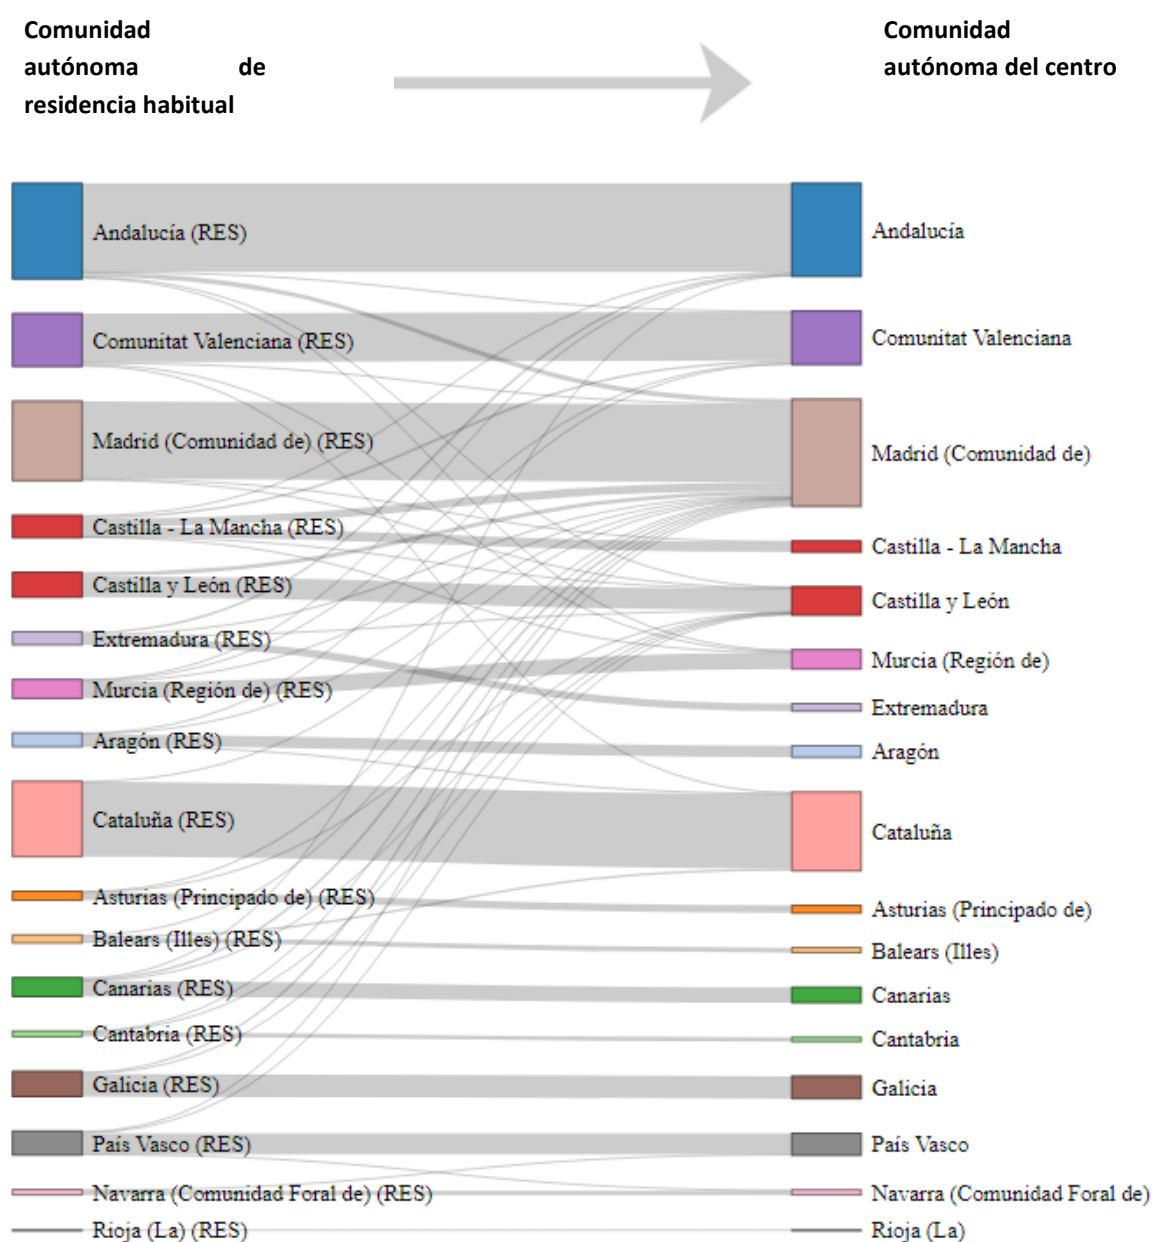 Comunidad
autónoma de
residencia habitual
Comunidad
autónoma del centro
Andalucía (RES)
Andalucía
Comunitat Valenciana (RES)
Comunitat Valenciana
Madrid (Comunidad de) (RES)
Madrid (Comunidad de)
Castilla - La Mancha (RES)
Castilla - La Mancha
Castilla y León (RES)
Castilla y León
Extremadura (RES)
Murcia (Región de)
Murcia (Región de) (RES)
Extremadura
Aragón (RES)
Aragón
Cataluña (RES)
Cataluña
Asturias (Principado de) (RES)
Asturias (Principado de)
Balears (Illes) (RES)
Balears (Illes)
Canarias (RES)
Canarias
Cantabria (RES)
Cantabria
Galicia (RES)
Galicia
País Vasco (RES)
País Vasco
Navarra (Comunidad Foral de) (RES)
Navarra (Comunidad Foral de)
Rioja (La) (RES)
Rioja (La)